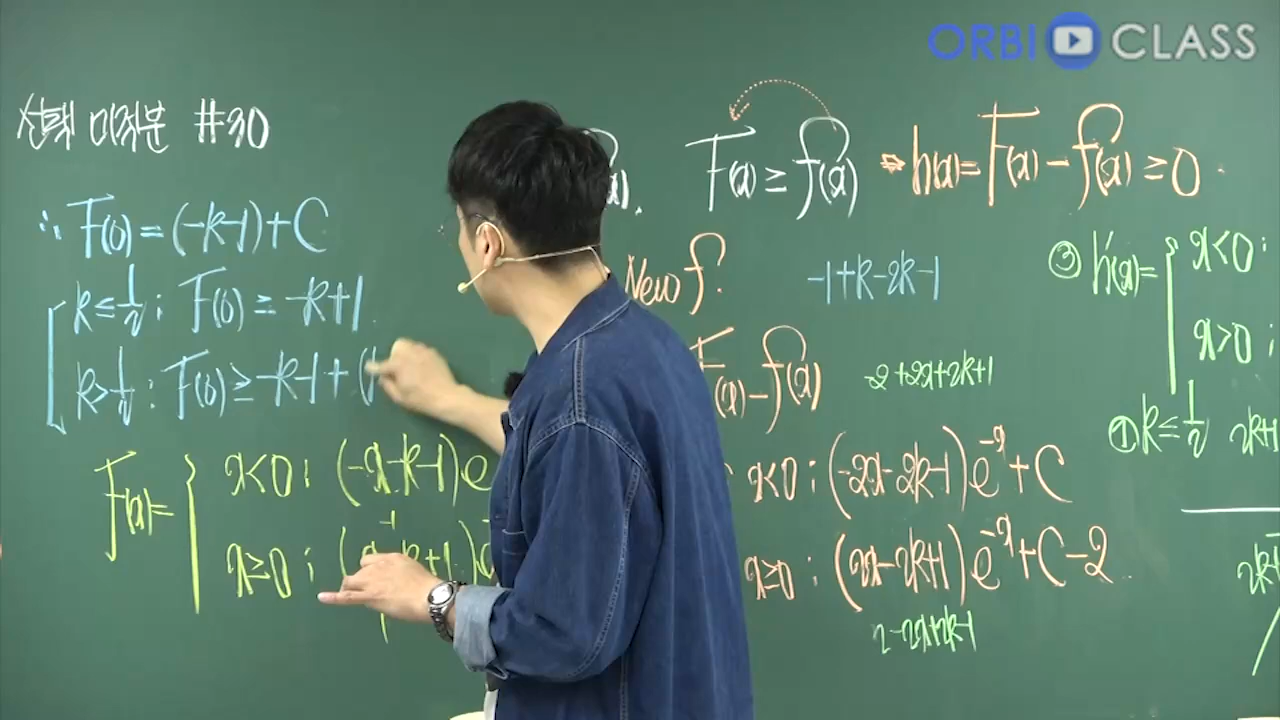 ORBI CLASS
선택 미적분 #30
∴ F(0) = (-k-1)+C
k≤1/2 ; F(0) ≥ -k+1
k>1/2 : F(0) ≥ -k-1+
F(x)=
x<0 ; (-x-k-1)e
x≥0 ;
F(x) ≥ f(x) ⇒ h(x)= F(x) - f(x) ≥ 0
New f?
-1+k-2k-1
F(x)-f(x)
-2+2x+2k+1
x<0 ; (-2x-2k-1)e^{-x}+C
x≥0 ; (2x-2k+1)e^{-x}+C-2
2-2x+2k-1
③ h'(x)=
x<0 :
x>0 ;
① k≤1/2 2k+1